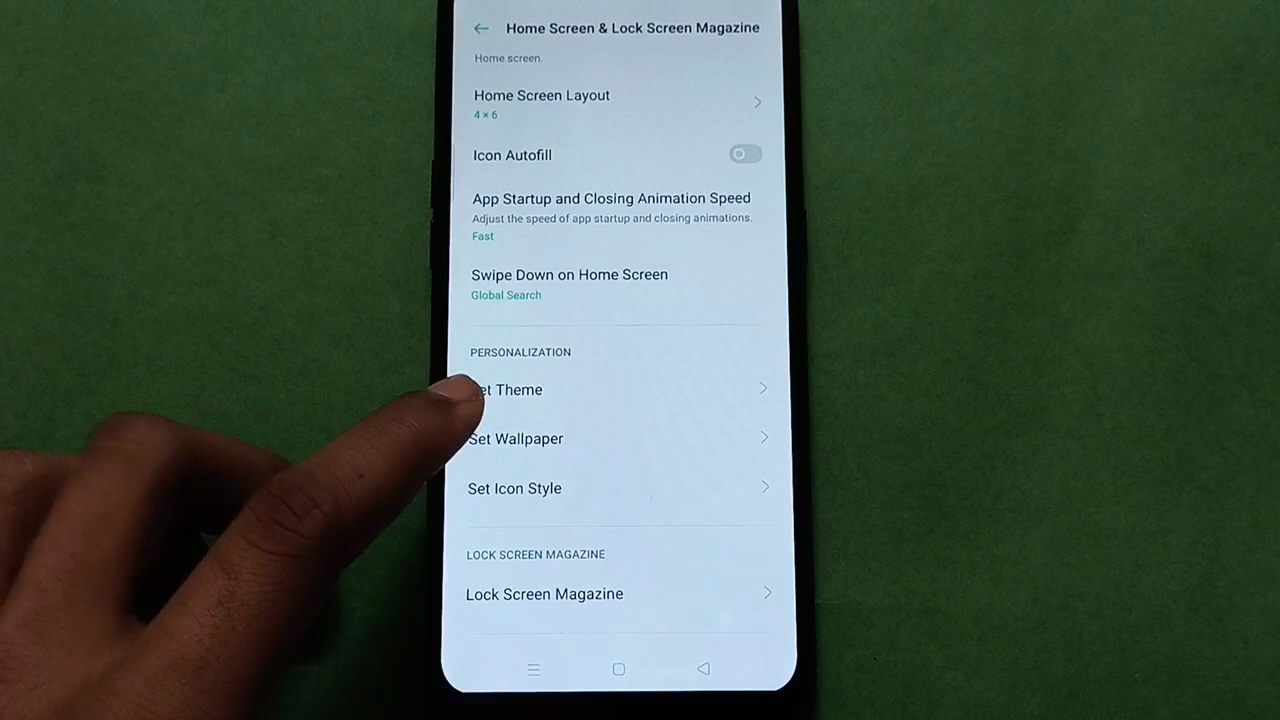 Home Screen & Lock Screen Magazine
Home screen.
Home Screen Layout
4 × 6
Icon Autofill
App Startup and Closing Animation Speed
Adjust the speed of app startup and closing animations.
Fast
Swipe Down on Home Screen
Global Search
PERSONALIZATION
et Theme
Set Wallpaper
Set Icon Style
LOCK SCREEN MAGAZINE
Lock Screen Magazine